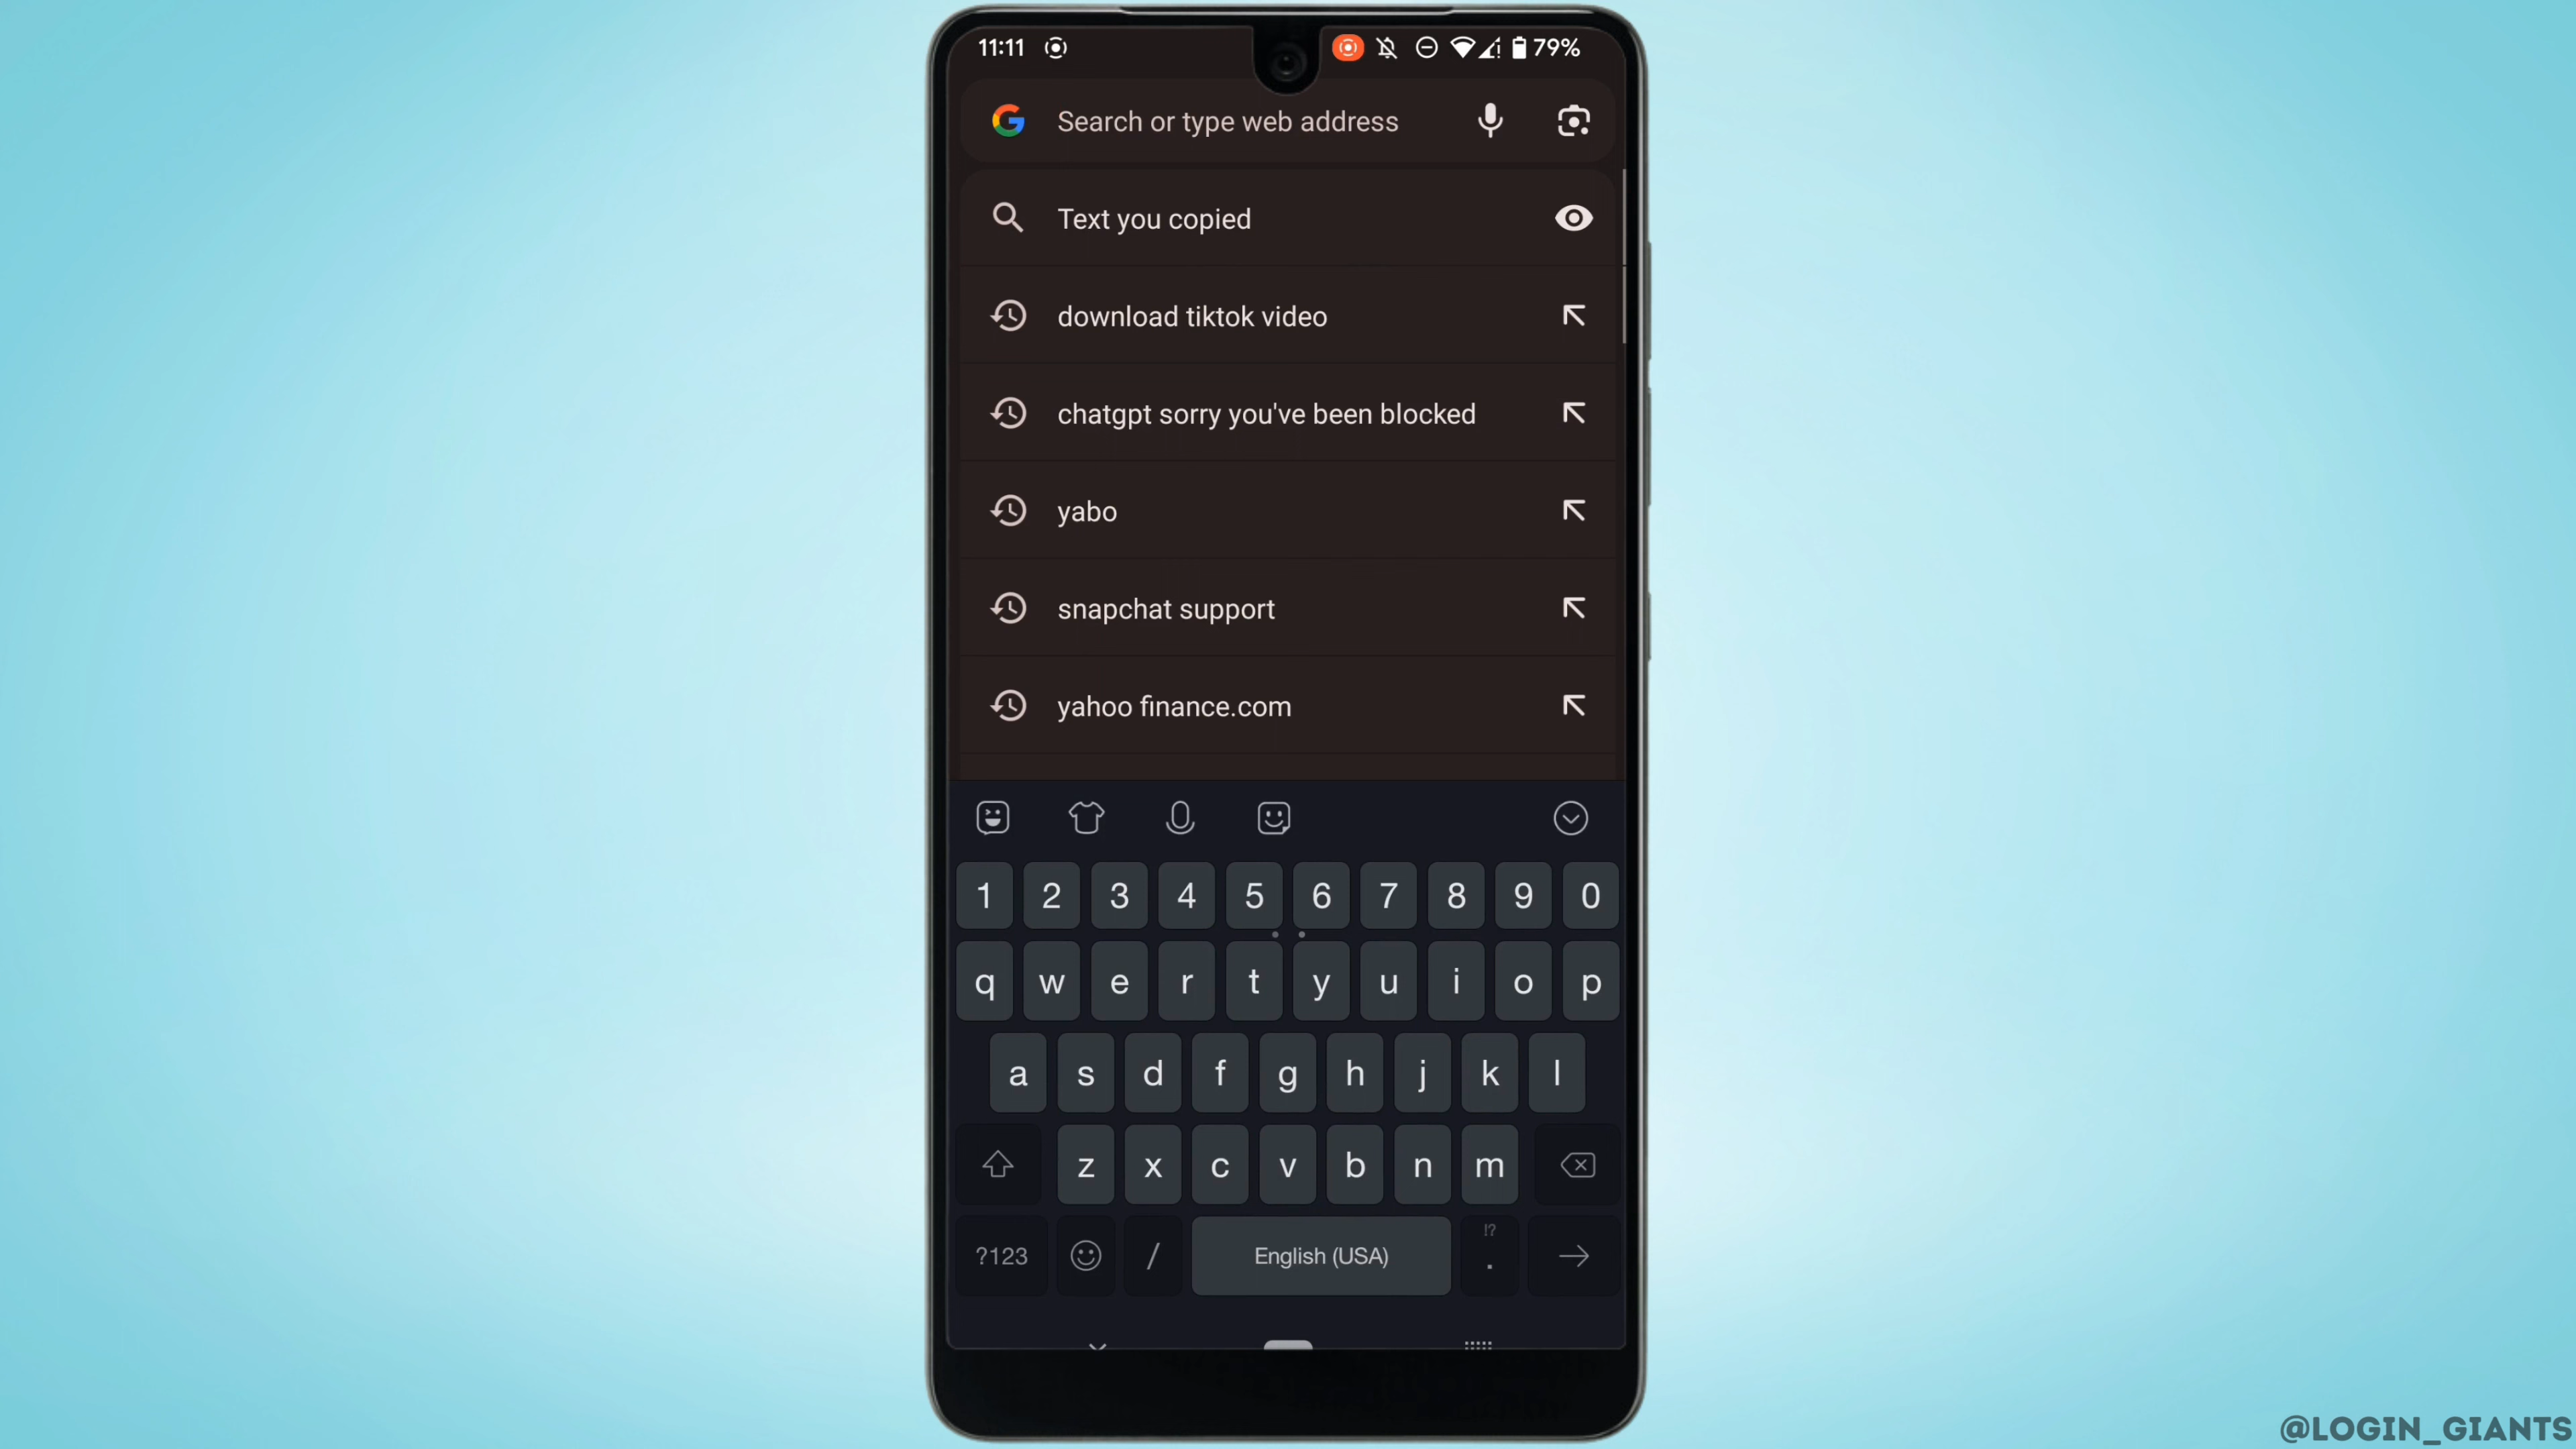 11:11 79%
Search or type web address
Text you copied
download tiktok video
chatgpt sorry you've been blocked
yabo
snapchat support
yahoo finance.com
1 2 3 4 5 6 7 8 9 0
q w e r t y u i o p
a s d f g h j k l
z x c v b n m
?123 / English (USA) !? .
@LOGIN_GIANTS